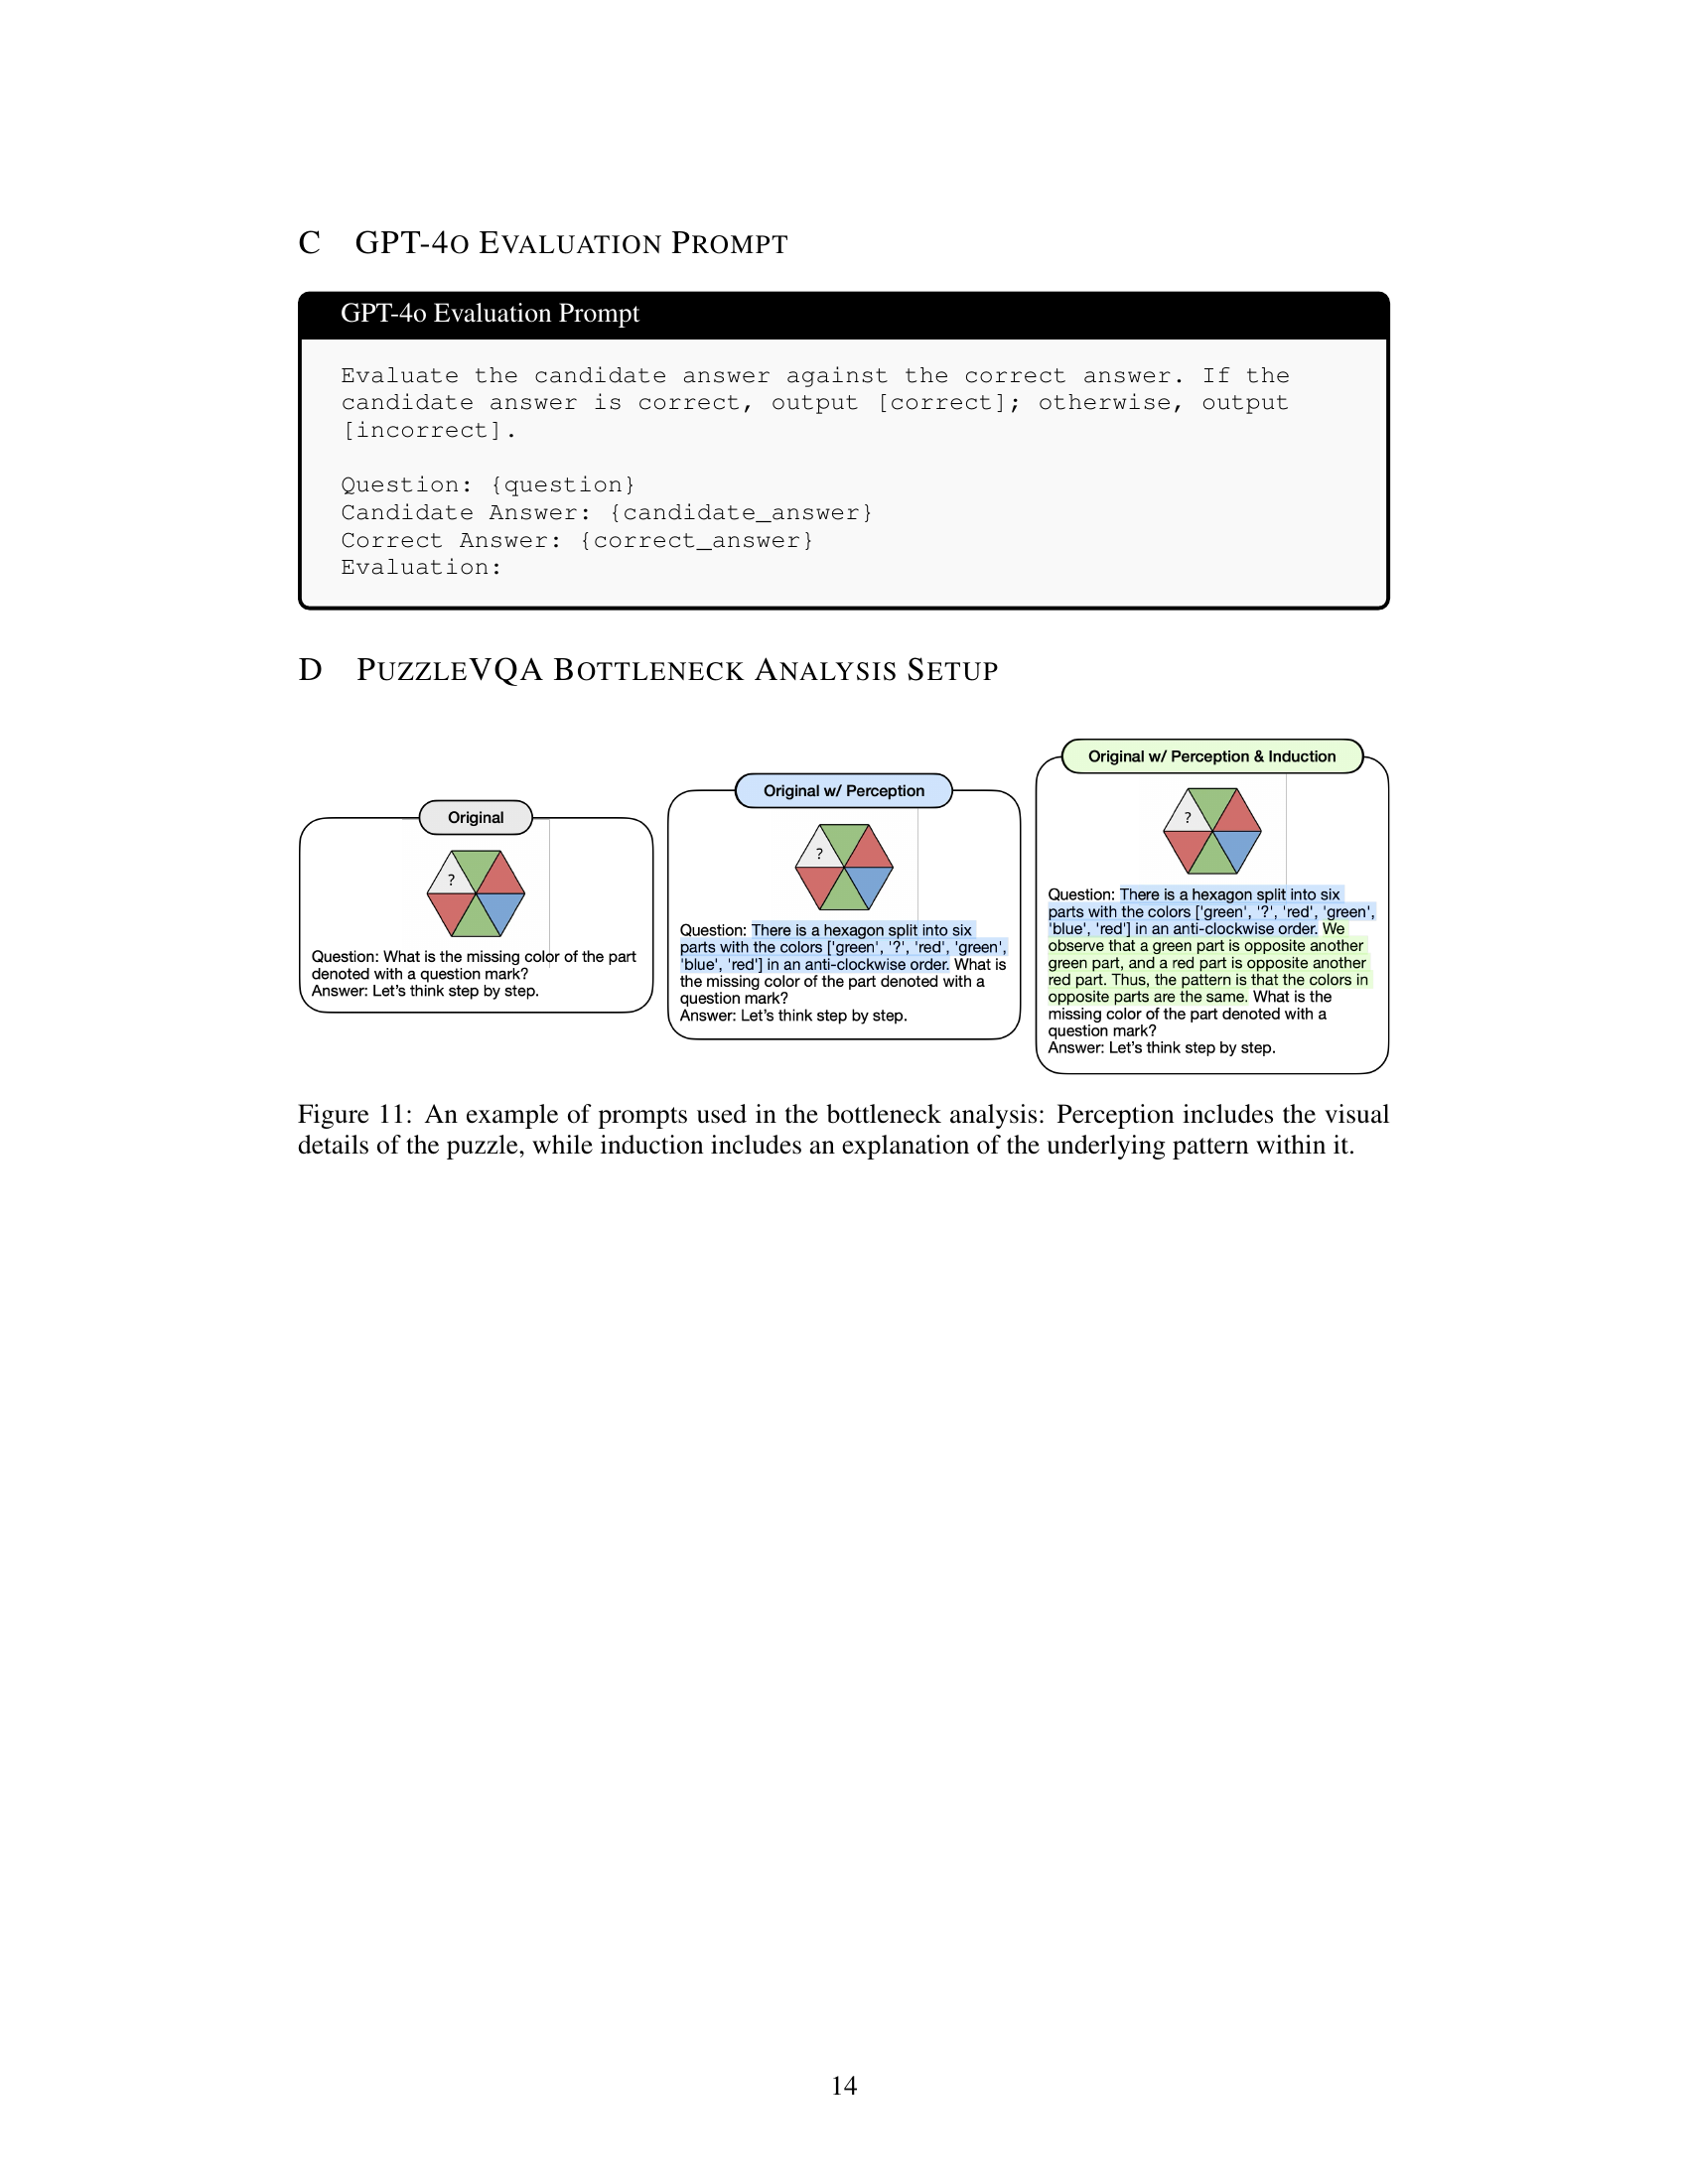 C GPT-4O EVALUATION PROMPT
GPT-4o Evaluation Prompt
Evaluate the candidate answer against the correct answer. If the
candidate answer is correct, output [correct]; otherwise, output
[incorrect].
Question: {question}
Candidate Answer: {candidate_answer}
Correct Answer: {correct_answer}
Evaluation:
D PUZZLEVQA BOTTLENECK ANALYSIS SETUP
Original
?
Question: What is the missing color of the part
denoted with a question mark?
Answer: Let's think step by step.
Original w/ Perception
?
Question: There is a hexagon split into six
parts with the colors ['green', '?', 'red', 'green',
'blue', 'red'] in an anti-clockwise order. What is
the missing color of the part denoted with a
question mark?
Answer: Let's think step by step.
Original w/ Perception & Induction
?
Question: There is a hexagon split into six
parts with the colors ['green', '?', 'red', 'green',
'blue', 'red'] in an anti-clockwise order. We
observe that a green part is opposite another
green part, and a red part is opposite another
red part. Thus, the pattern is that the colors in
opposite parts are the same. What is the
missing color of the part denoted with a
question mark?
Answer: Let's think step by step.
Figure 11: An example of prompts used in the bottleneck analysis: Perception includes the visual
details of the puzzle, while induction includes an explanation of the underlying pattern within it.
14